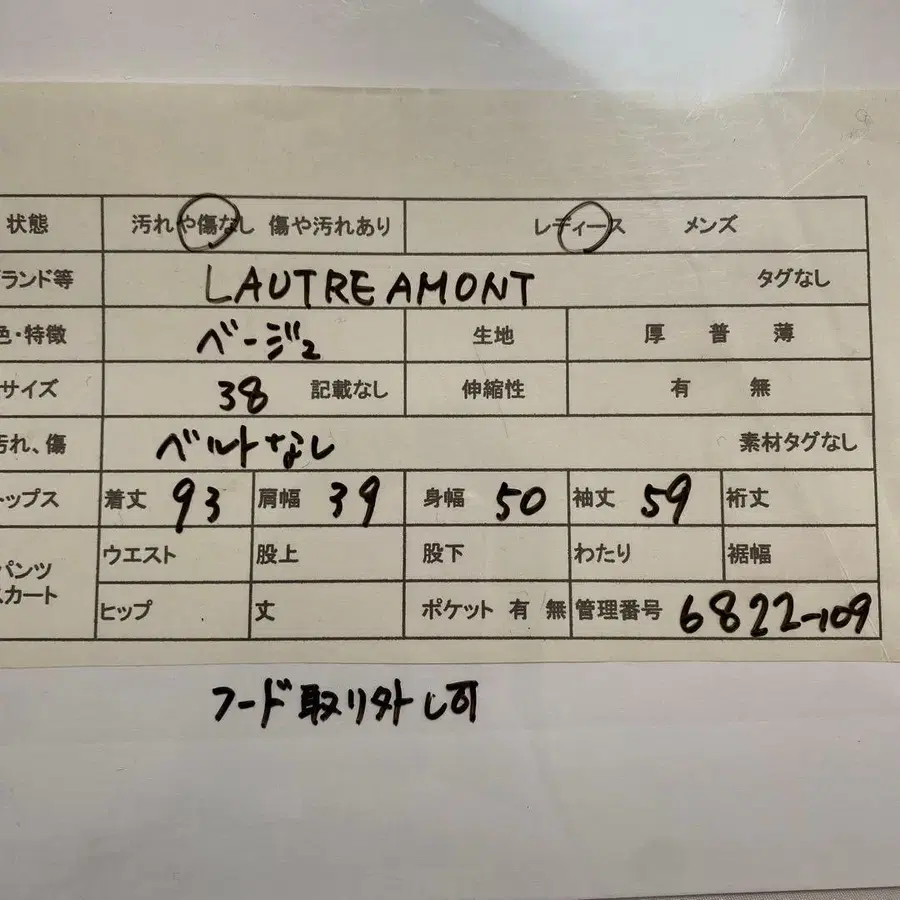 状態 汚れや傷なし 傷や汚れあり レディース メンズ
ランド等 LAUTREAMONT タグなし
色・特徴 ベージュ 生地 厚 普 薄
サイズ 38 記載なし 伸縮性 有 無
汚れ、傷 ベルトなし 素材タグなし
トップス 着丈 93 肩幅 39 身幅 50 袖丈 59 裄丈
パンツ ウエスト 股上 股下 わたり 裾幅
スカート ヒップ 丈 ポケット 有 無 管理番号 6822-109
フード取り外し可